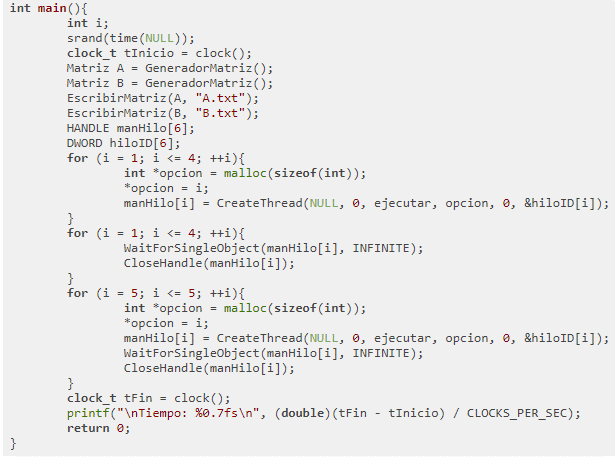 int main(){
int i;
srand(time(NULL));
clock_t tInicio = clock();
Matriz A = GeneradorMatriz();
Matriz B = GeneradorMatriz();
EscribirMatriz(A, "A.txt");
EscribirMatriz(B, "B.txt");
HANDLE manHilo[6];
DWORD hiloID[6];
for (i = 1; i <= 4; ++i){
int *opcion = malloc(sizeof(int));
*opcion = i;
manHilo[i] = CreateThread(NULL, 0, ejecutar, opcion, 0, &hiloID[i]);
}
for (i = 1; i <= 4; ++i){
WaitForSingleObject(manHilo[i], INFINITE);
CloseHandle(manHilo[i]);
}
for (i = 5; i <= 5; ++i){
int *opcion = malloc(sizeof(int));
*opcion = i;
manHilo[i] = CreateThread(NULL, 0, ejecutar, opcion, 0, &hiloID[i]);
WaitForSingleObject(manHilo[i], INFINITE);
CloseHandle(manHilo[i]);
}
clock_t tFin = clock();
printf("\nTiempo: %0.7fs\n", (double)(tFin - tInicio) / CLOCKS_PER_SEC);
return 0;
}